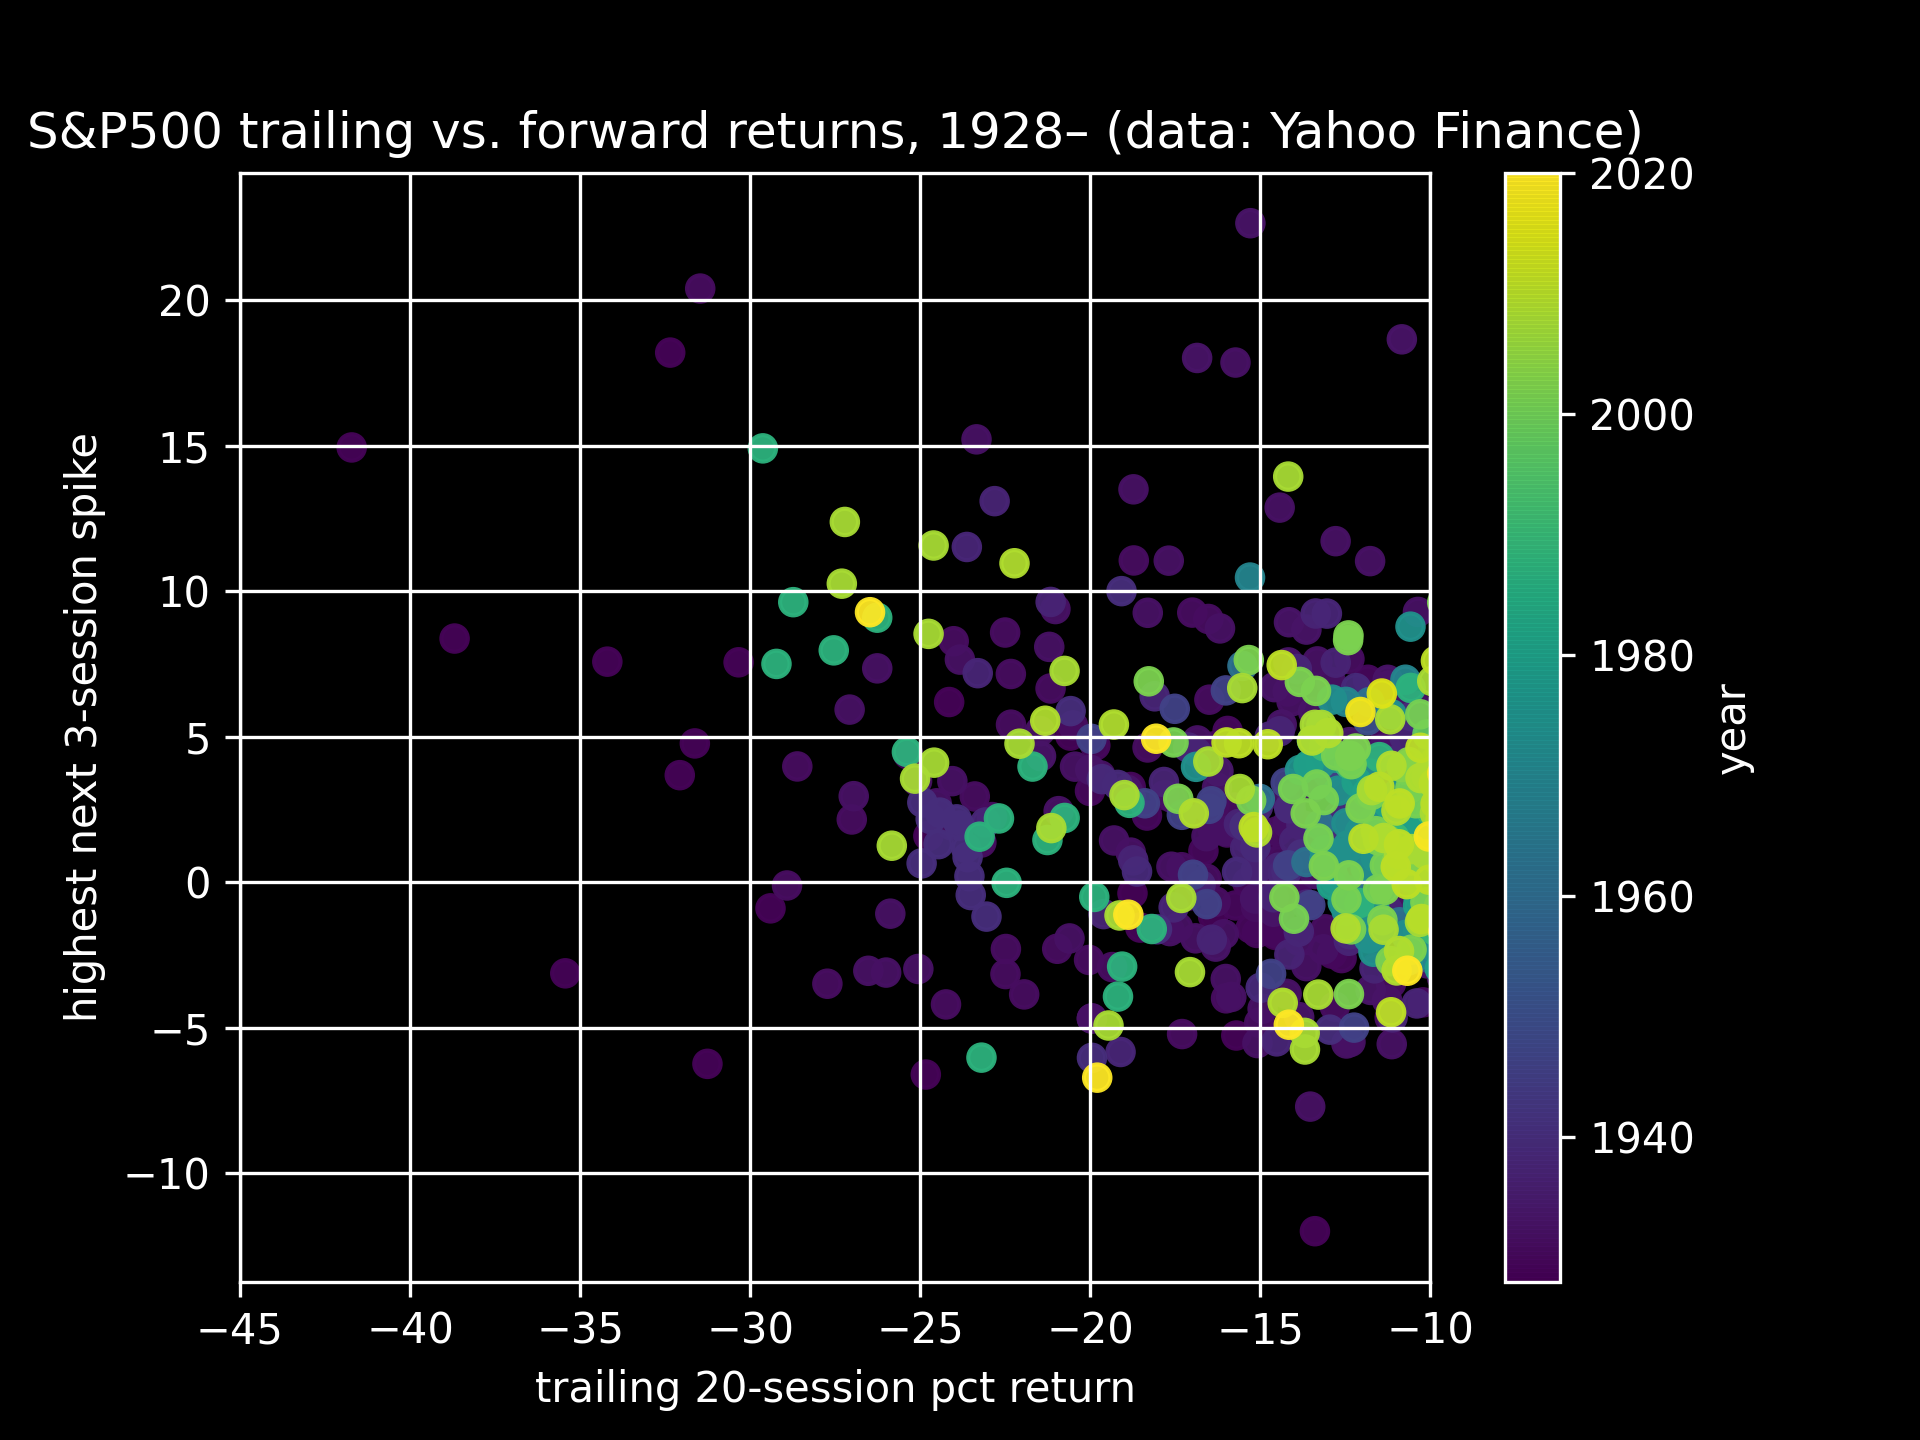 S&P500 trailing vs. forward returns, 1928– (data: Yahoo Finance)
20
15
10
5
0
−5
−10
highest next 3-session spike
−45 −40 −35 −30 −25 −20 −15 −10
trailing 20-session pct return
2020
2000
1980
1960
1940
year